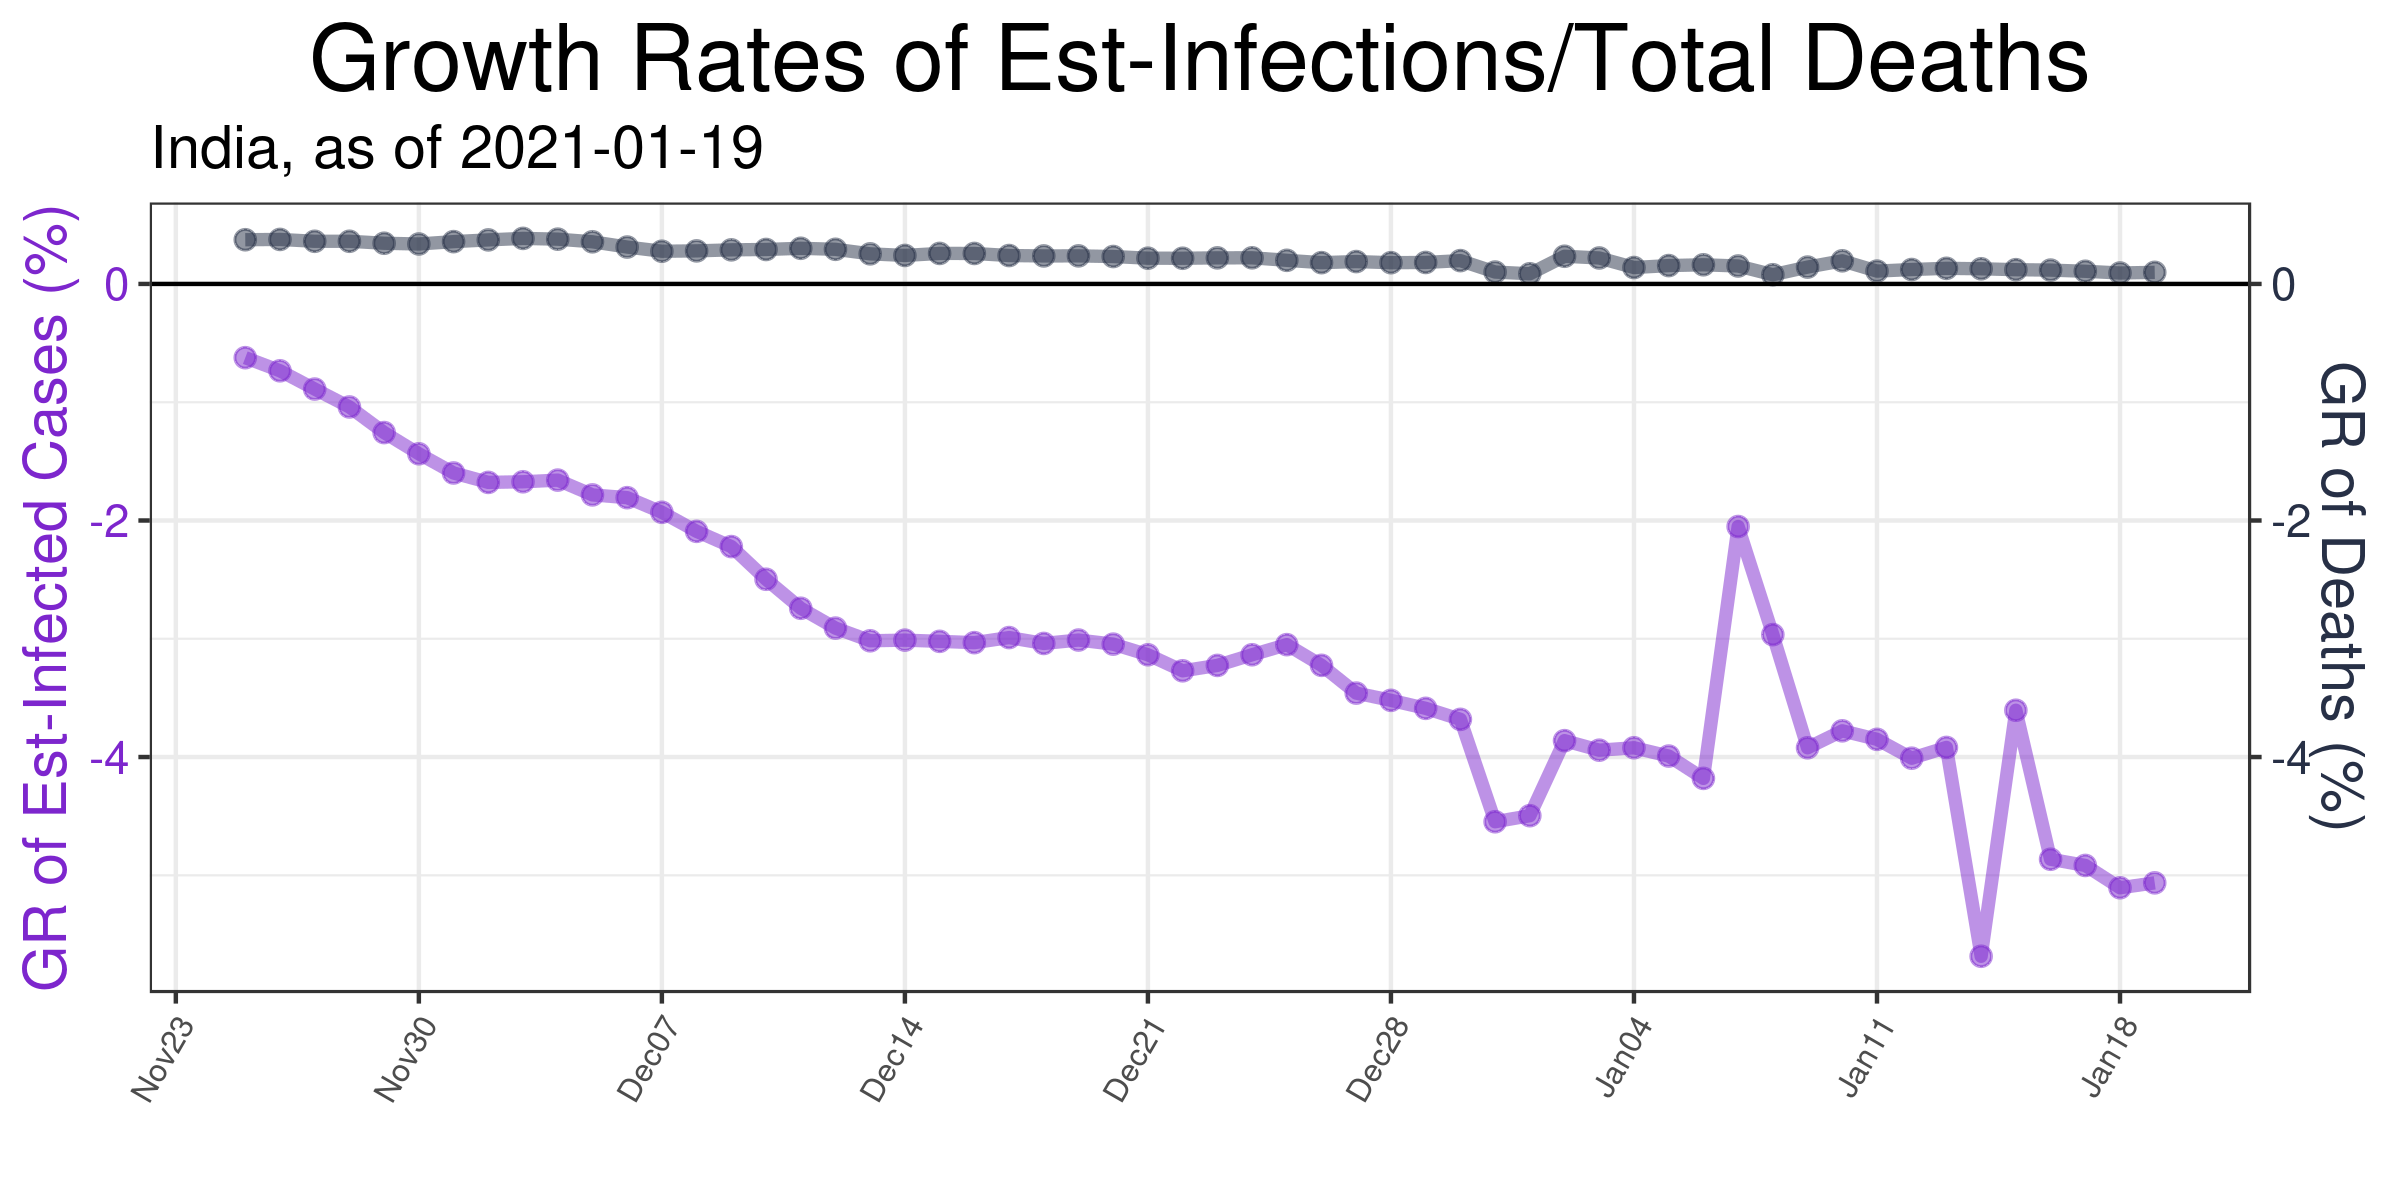 Growth Rates of Est-Infections/Total Deaths
India, as of 2021-01-19
GR of Est-Infected Cases (%)
0
-2
-4
0
-2
-4
GR of Deaths (%)
Nov23
Nov30
Dec07
Dec14
Dec21
Dec28
Jan04
Jan11
Jan18